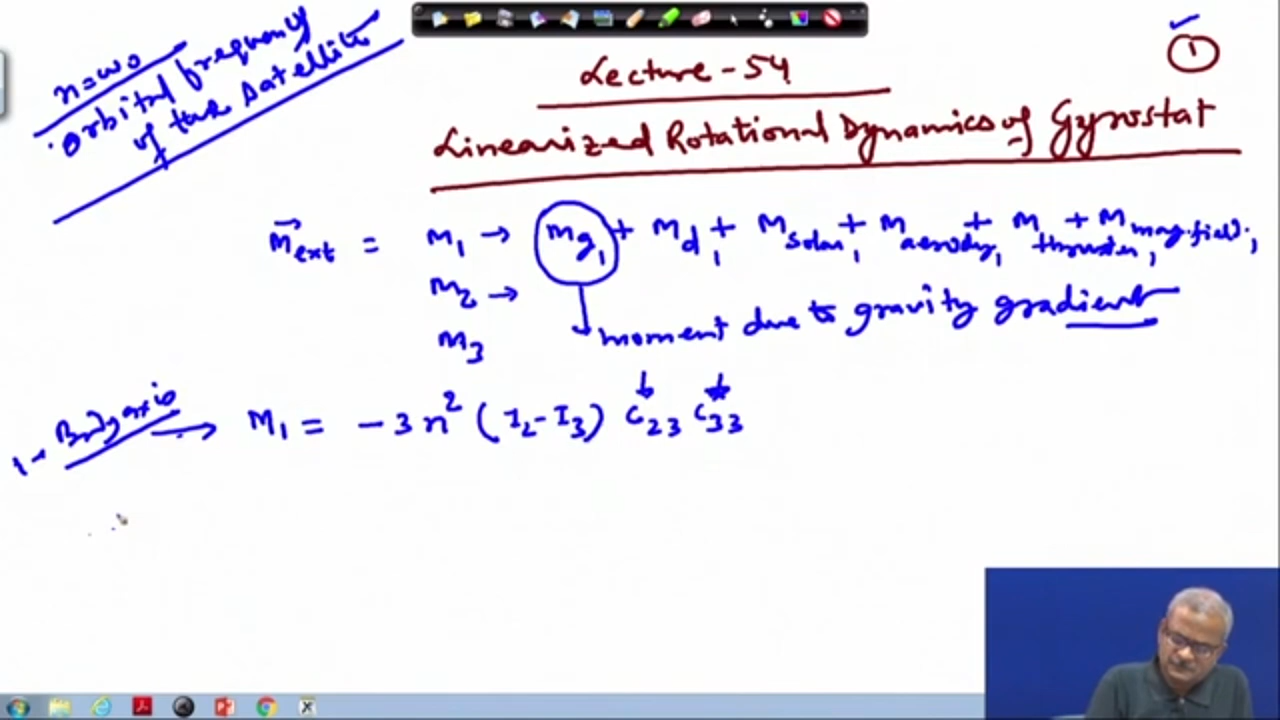 n=ω0
orbital frequency
of the satellite
1
Lecture-54
Linearized Rotational Dynamics of Gyrostat
M⃗ext = M1 → Mg1 + Md1 + Msolar1 + Maerody1 + Mthruster1 + Mmag.field.1
M2 →
M3
moment due to gravity gradient
1 - Body axis → M1 = -3n² (I2-I3) C23 C33